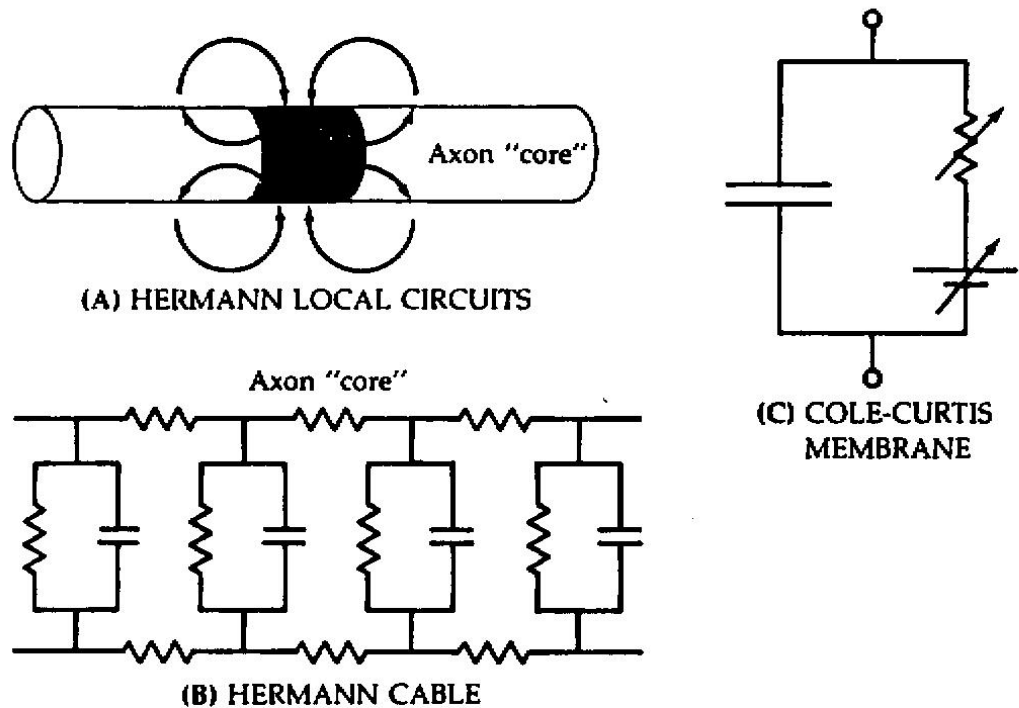 Axon "core"
(A) HERMANN LOCAL CIRCUITS
Axon "core"
(B) HERMANN CABLE
(C) COLE-CURTIS
MEMBRANE